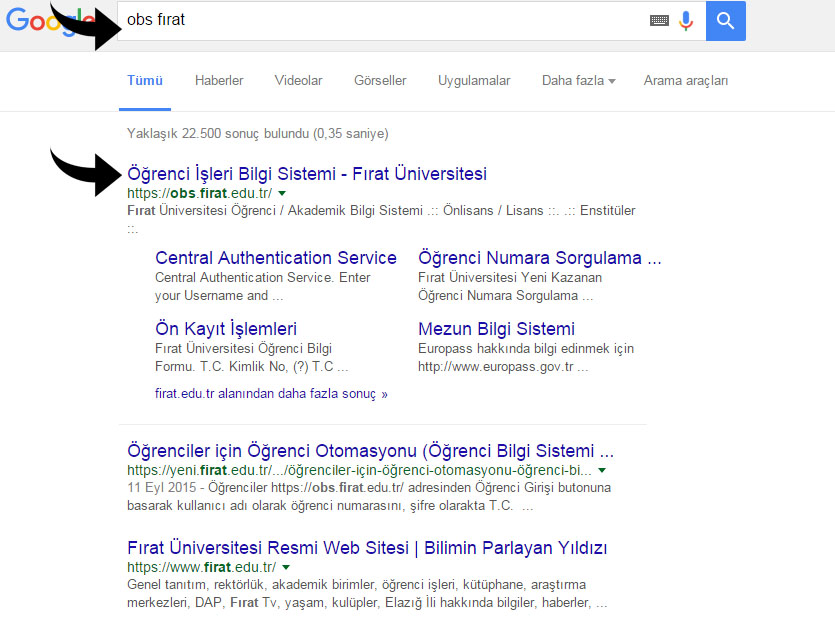 Google
obs fırat
Tümü Haberler Videolar Görseller Uygulamalar Daha fazla Arama araçları
Yaklaşık 22.500 sonuç bulundu (0,35 saniye)
Öğrenci İşleri Bilgi Sistemi - Fırat Üniversitesi
https://obs.firat.edu.tr/
Fırat Üniversitesi Öğrenci / Akademik Bilgi Sistemi .:: Önlisans / Lisans ::. .:: Enstitüler
::.
Central Authentication Service
Central Authentication Service. Enter
your Username and ...
Öğrenci Numara Sorgulama ...
Fırat Üniversitesi Yeni Kazanan
Öğrenci Numara Sorgulama ...
Ön Kayıt İşlemleri
Fırat Üniversitesi Öğrenci Bilgi
Formu. T.C. Kimlik No, (?) T.C ...
Mezun Bilgi Sistemi
Europass hakkında bilgi edinmek için
http://www.europass.gov.tr ...
firat.edu.tr alanından daha fazla sonuç »
Öğrenciler için Öğrenci Otomasyonu (Öğrenci Bilgi Sistemi ...
https://yeni.firat.edu.tr/.../öğrenciler-için-öğrenci-otomasyonu-öğrenci-bi...
11 Eyl 2015 - Öğrenciler https://obs.firat.edu.tr/ adresinden Öğrenci Girişi butonuna
basarak kullanıcı adı olarak öğrenci numarasını, şifre olarakta T.C. ...
Fırat Üniversitesi Resmi Web Sitesi | Bilimin Parlayan Yıldızı
https://www.firat.edu.tr/
Genel tanıtım, rektörlük, akademik birimler, öğrenci işleri, kütüphane, araştırma
merkezleri, DAP, Fırat Tv, yaşam, kulüpler, Elazığ İli hakkında bilgiler, haberler, ...